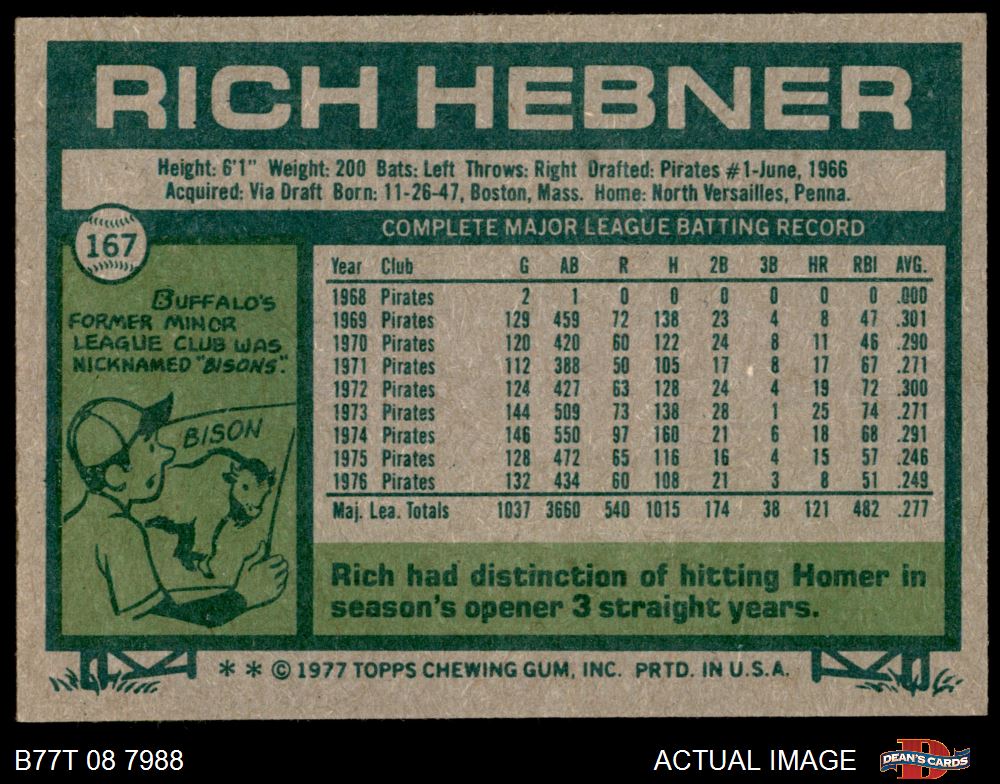 RICH HEBNER
Height: 6'1" Weight: 200 Bats: Left Throws: Right Drafted: Pirates #1-June, 1966
Acquired: Via Draft Born: 11-26-47, Boston, Mass. Home: North Versailles, Penna.
167
BUFFALO'S
FORMER MINOR
LEAGUE CLUB WAS
NICKNAMED "BISONS".
BISON
COMPLETE MAJOR LEAGUE BATTING RECORD
Year Club G AB R H 2B 3B HR RBI AVG.
1968 Pirates 2 1 0 0 0 0 0 0 .000
1969 Pirates 129 459 72 138 23 4 8 47 .301
1970 Pirates 120 420 60 122 24 8 11 46 .290
1971 Pirates 112 388 50 105 17 8 17 67 .271
1972 Pirates 124 427 63 128 24 4 19 72 .300
1973 Pirates 144 509 73 138 28 1 25 74 .271
1974 Pirates 146 550 97 160 21 6 18 68 .291
1975 Pirates 128 472 65 116 16 4 15 57 .246
1976 Pirates 132 434 60 108 21 3 8 51 .249
Maj. Lea. Totals 1037 3660 540 1015 174 38 121 482 .277
Rich had distinction of hitting Homer in
season's opener 3 straight years.
* * © 1977 TOPPS CHEWING GUM, INC. PRTD. IN U.S.A.
B77T 08 7988
ACTUAL IMAGE
D
DEAN'S CARDS